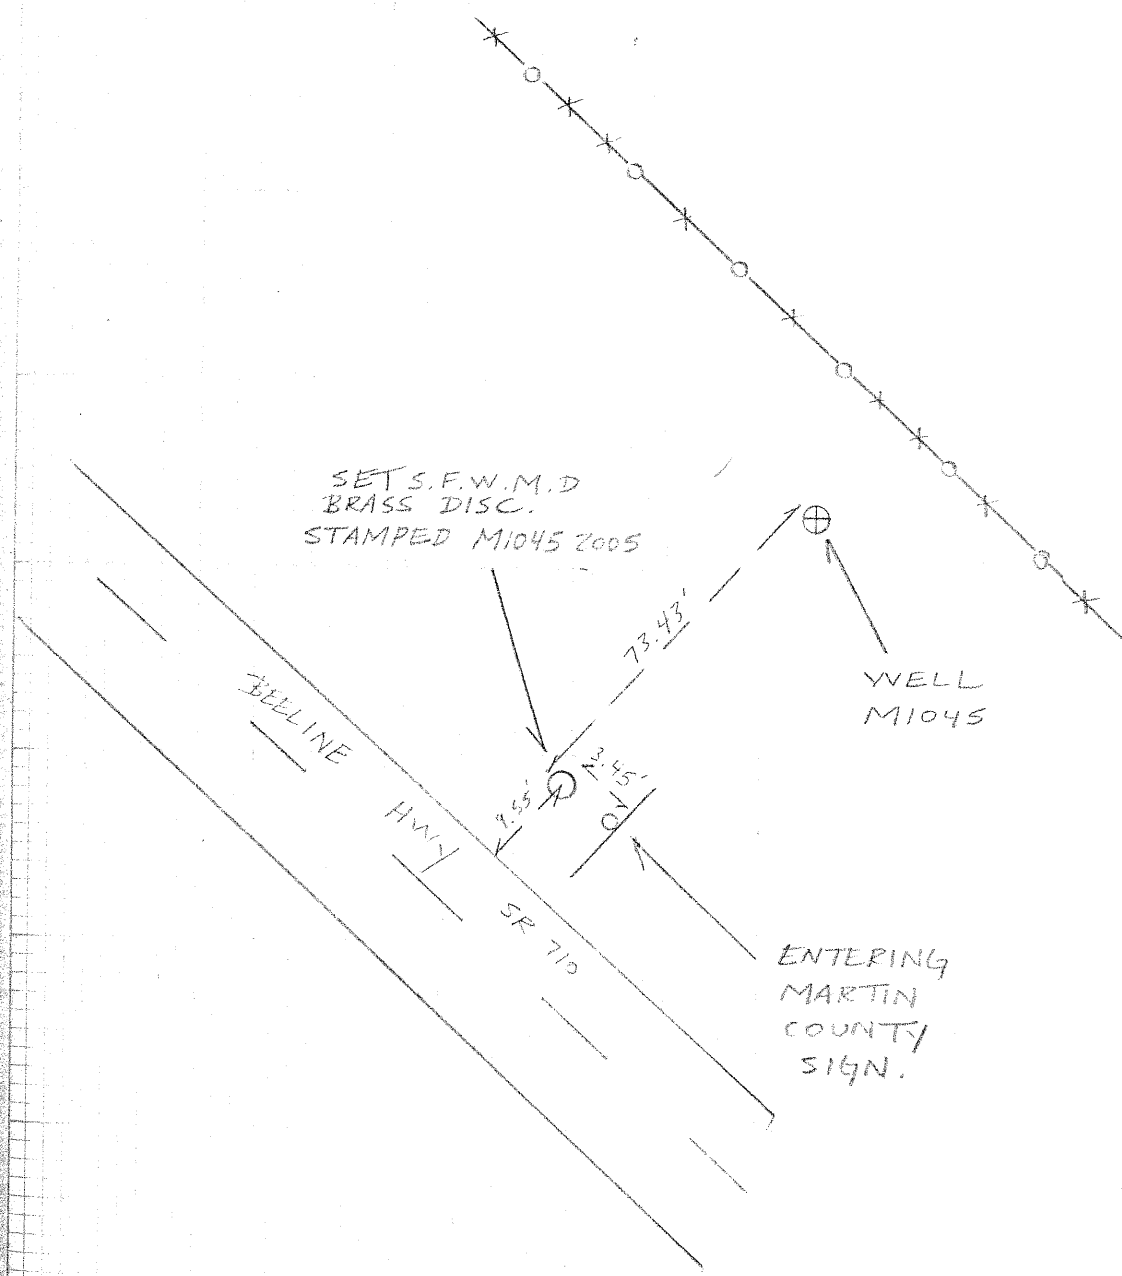 SET S.F.W.M.D
BRASS DISC.
STAMPED M1045 2005
73.43'
WELL
M1045
BEELINE
HWY
SR 710
3.45'
9.55'
ENTERING
MARTIN
COUNTY
SIGN.